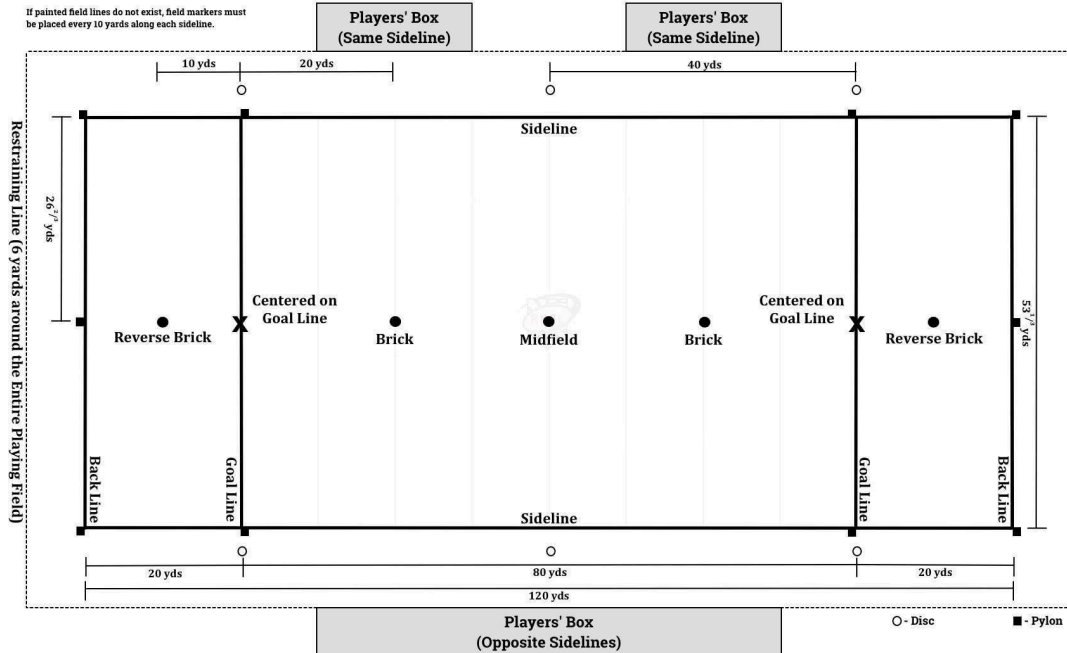 If painted field lines do not exist, field markers must
be placed every 10 yards along each sideline.
Players' Box
(Same Sideline)
Players' Box
(Same Sideline)
10 yds
20 yds
40 yds
Sideline
Restraining Line (6 yards around the Entire Playing Field)
26 2/3 yds
53 1/3 yds
Centered on
Goal Line
Centered on
Goal Line
Reverse Brick
Brick
Midfield
Brick
Reverse Brick
Back Line
Goal Line
Goal Line
Back Line
Sideline
20 yds
80 yds
20 yds
120 yds
Players' Box
(Opposite Sidelines)
- Disc
- Pylon